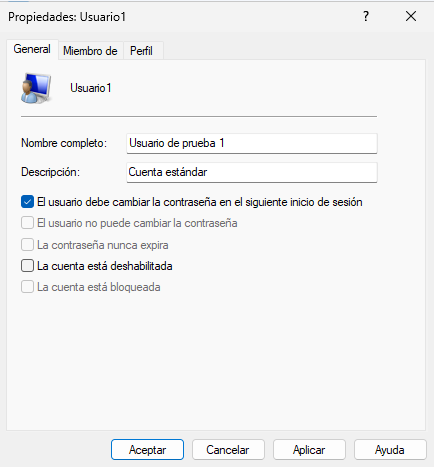 Propiedades: Usuario1 ?
General Miembro de Perfil
Usuario1
Nombre completo: Usuario de prueba 1
Descripción: Cuenta estándar
El usuario debe cambiar la contraseña en el siguiente inicio de sesión
El usuario no puede cambiar la contraseña
La contraseña nunca expira
La cuenta está deshabilitada
La cuenta está bloqueada
Aceptar Cancelar Aplicar Ayuda